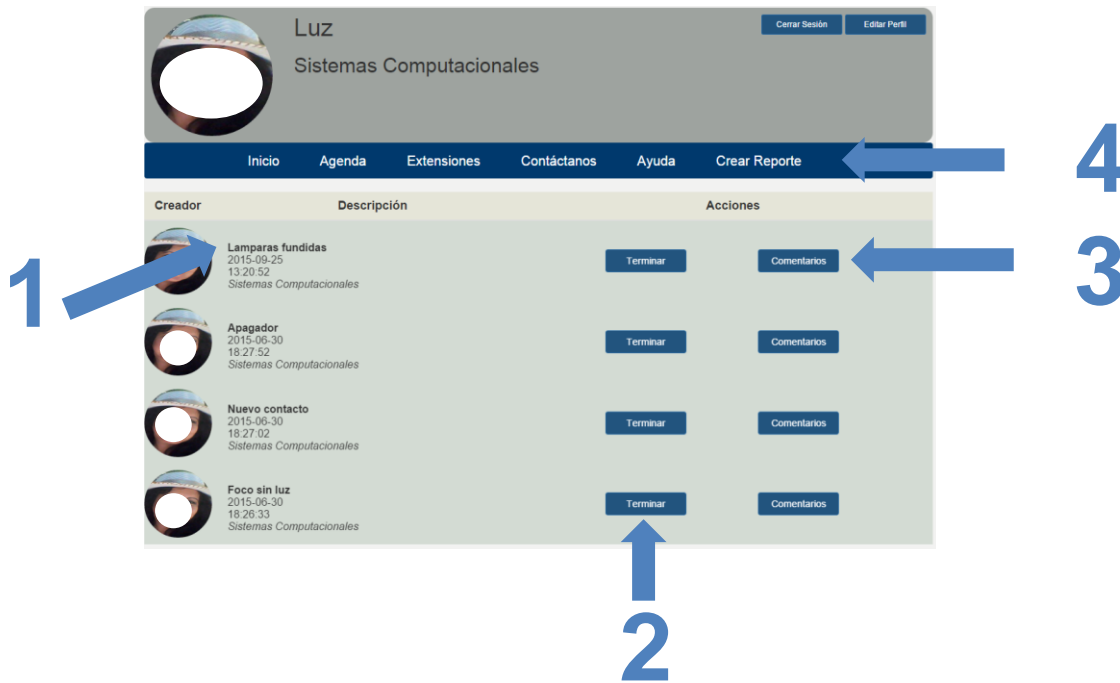 Luz
Cerrar Sesión
Editar Perfil
Sistemas Computacionales
Inicio
Agenda
Extensiones
Contáctanos
Ayuda
Crear Reporte
4
Creador
Descripción
Acciones
1
Lamparas fundidas
2015-09-25
13:20:52
Sistemas Computacionales
Terminar
Comentarios
3
Apagador
2015-06-30
18:27:52
Sistemas Computacionales
Terminar
Comentarios
Nuevo contacto
2015-06-30
18:27:02
Sistemas Computacionales
Terminar
Comentarios
Foco sin luz
2015-06-30
18:26:33
Sistemas Computacionales
Terminar
Comentarios
2